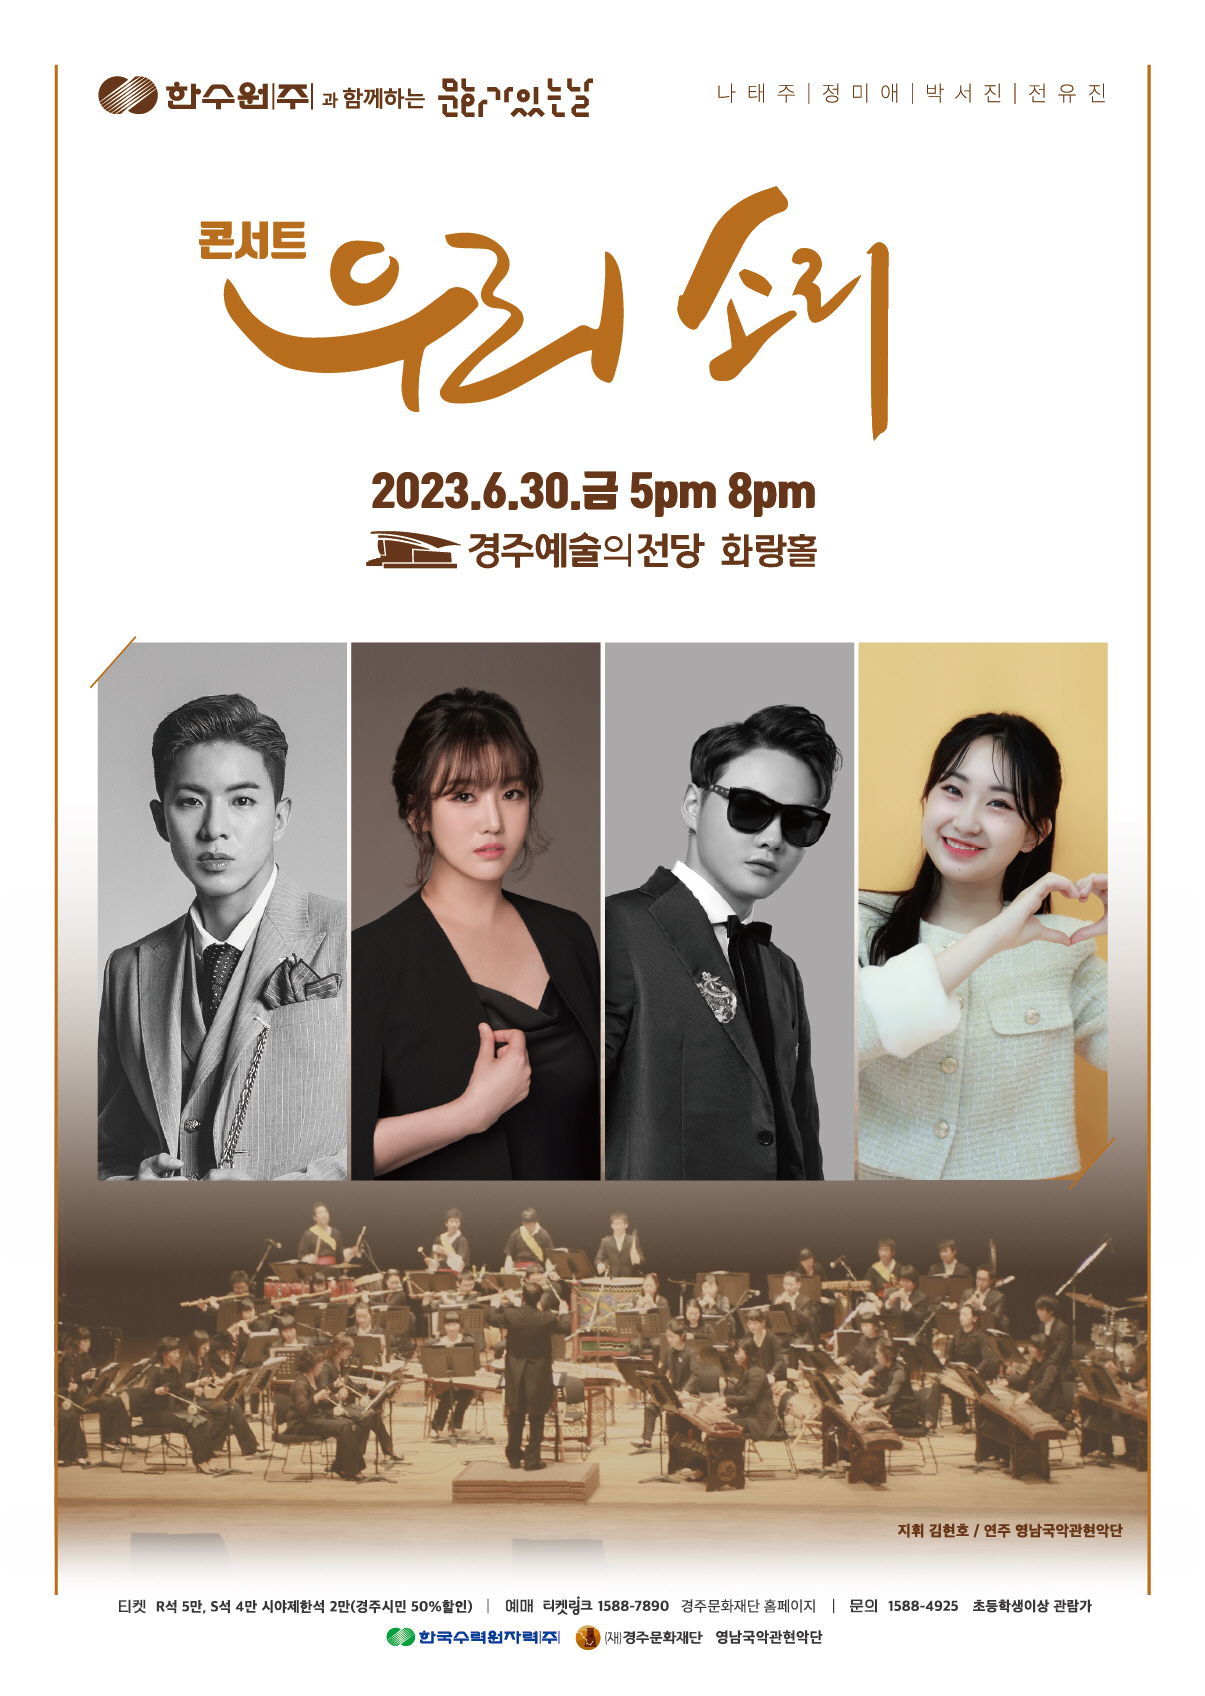 한수원(주)과 함께하는 문화가있는날
나태주|정미애|박서진|전유진
콘서트
우리 소리
2023.6.30.금 5pm 8pm
경주예술의전당 화랑홀
지휘 김현호 / 연주 영남국악관현악단
티켓 R석 5만, S석 4만 시야제한석 2만(경주시민 50%할인) | 예매 티켓링크 1588-7890 경주문화재단 홈페이지 | 문의 1588-4925 초등학생이상 관람가
한국수력원자력(주) (재)경주문화재단 영남국악관현악단